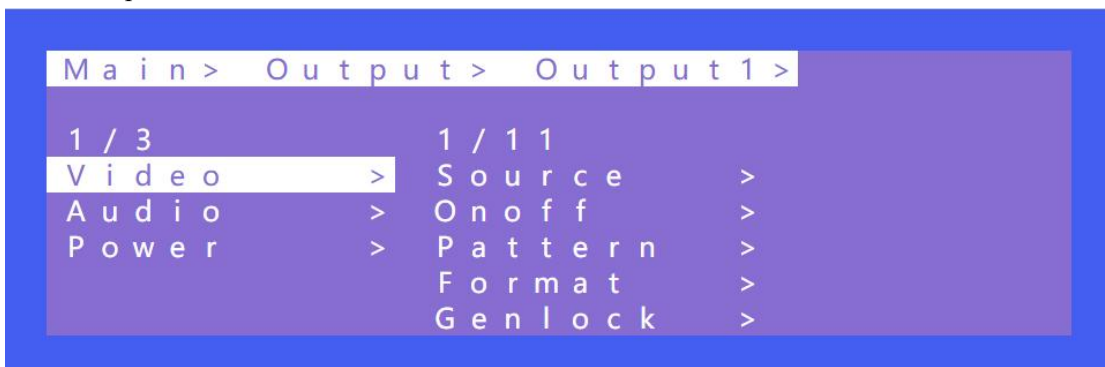 Main> Output> Output1>
1/3 1/11
Video > Source >
Audio > Onoff >
Power > Pattern >
Format >
Genlock >